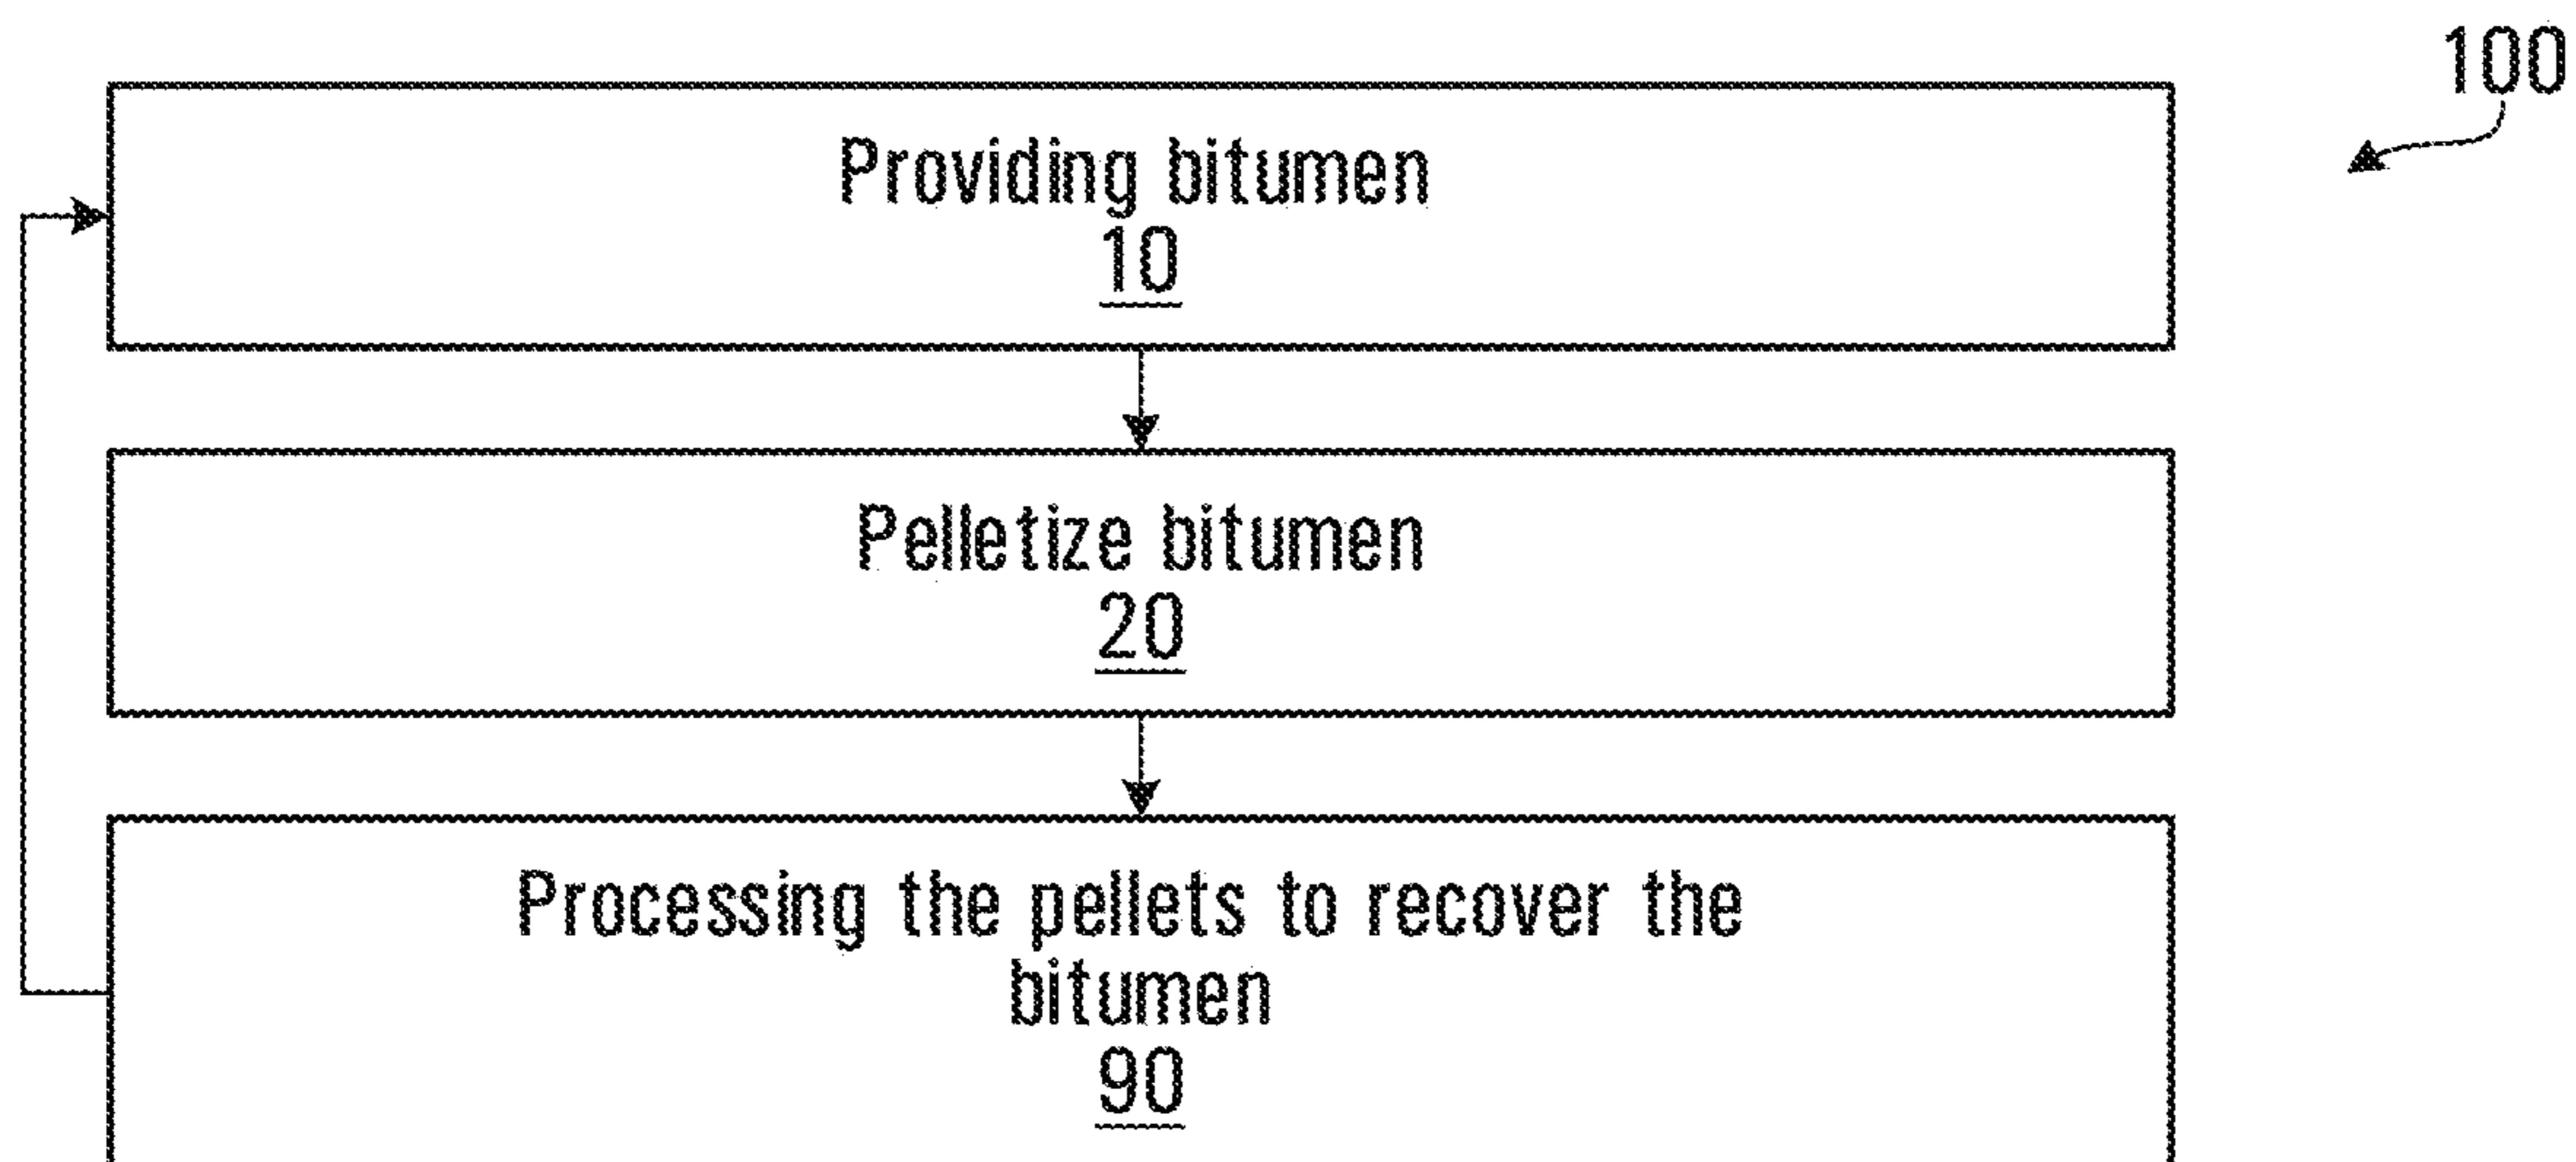 100
Providing bitumen
10
Pelletize bitumen
20
Processing the pellets to recover the
bitumen
90